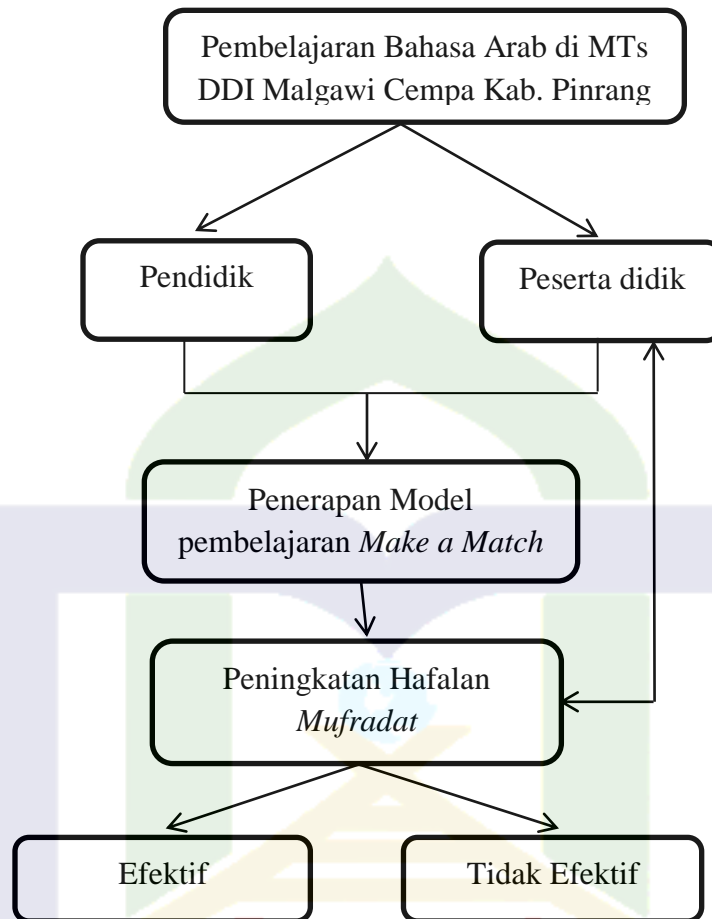 Pembelajaran Bahasa Arab di MTs
DDI Malgawi Cempa Kab. Pinrang
Pendidik
Peserta didik
Penerapan Model
pembelajaran Make a Match
Peningkatan Hafalan
Mufradat
Efektif
Tidak Efektif